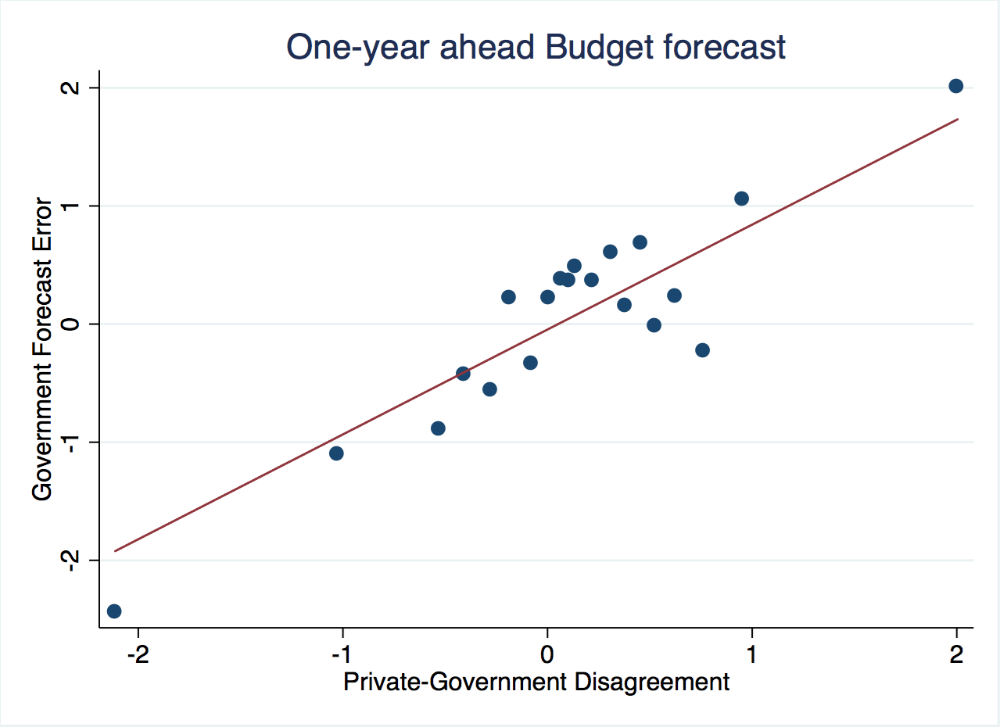 One-year ahead Budget forecast
2
1
0
-1
-2
Government Forecast Error
-2 -1 0 1 2
Private-Government Disagreement